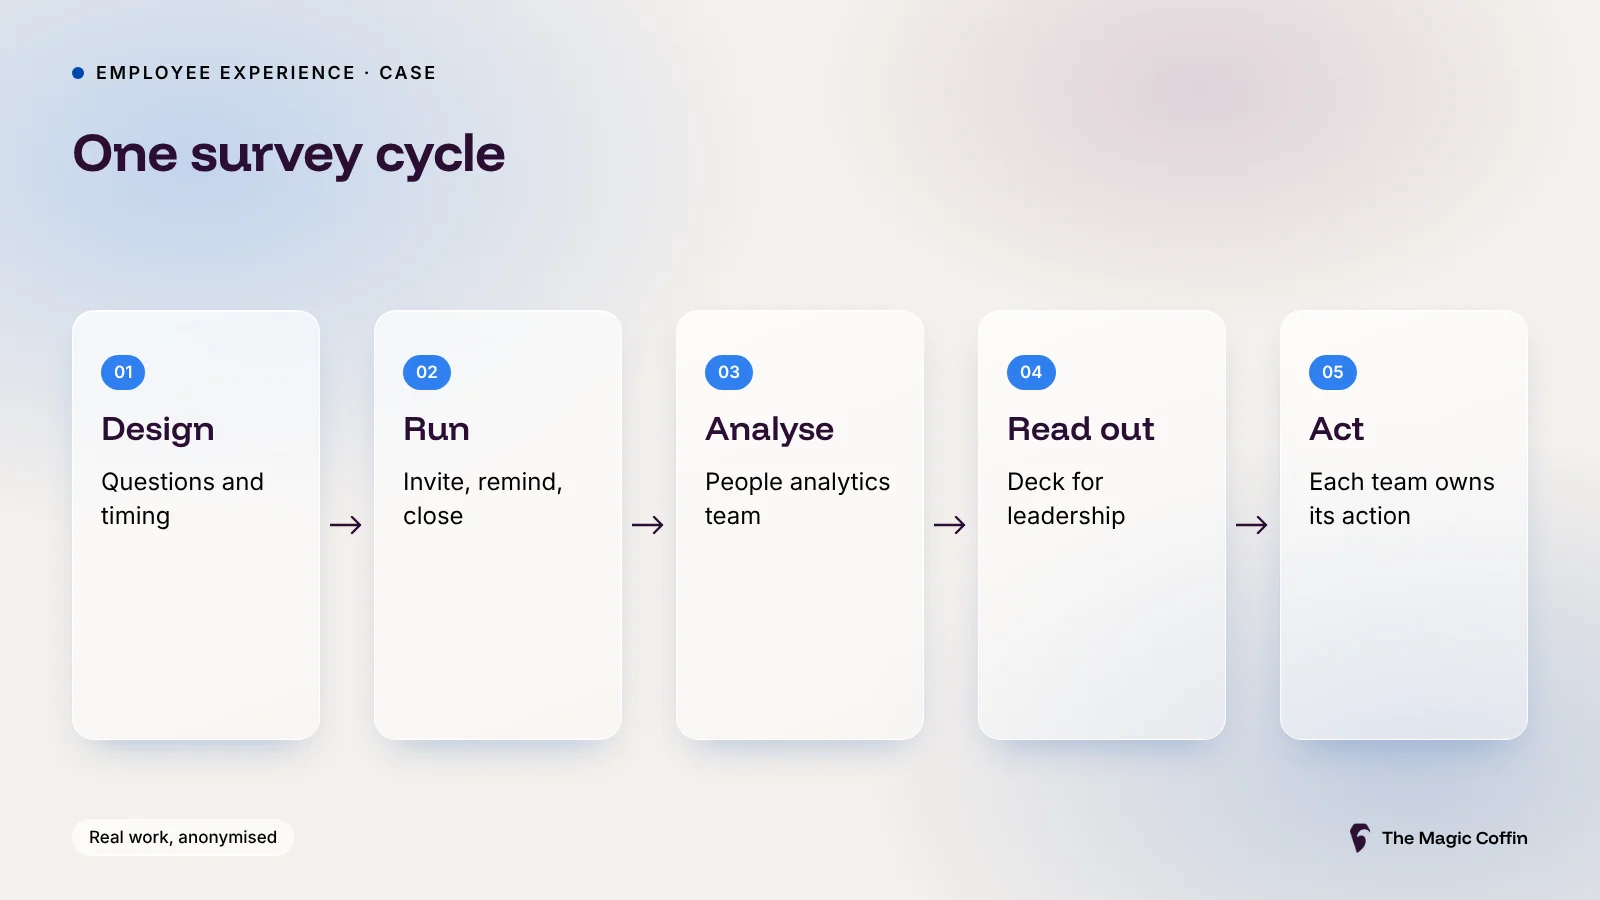 EMPLOYEE EXPERIENCE · CASE
One survey cycle
01
Design
Questions and
timing
02
Run
Invite, remind,
close
03
Analyse
People analytics
team
04
Read out
Deck for
leadership
05
Act
Each team owns
its action
Real work, anonymised
The Magic Coffin